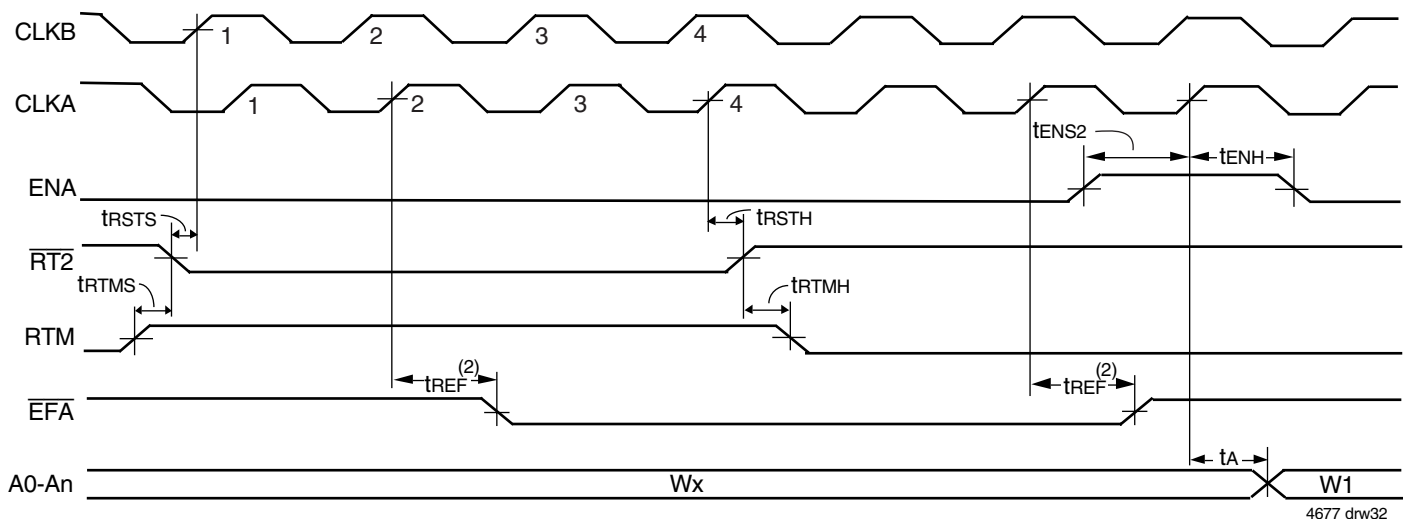 CLKB 1 2 3 4
CLKA 1 2 3 4
tENS2 tENH
ENA
tRSTS tRSTH
RT2
tRTMS tRTMH
RTM
tREF(2) tREF(2)
EFA
tA
A0-An Wx W1
4677 drw32